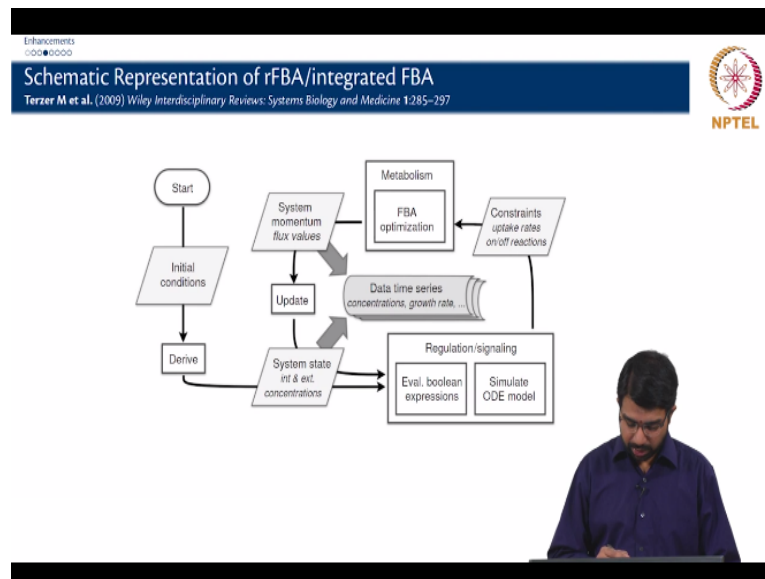 Enhancements
Schematic Representation of rFBA/integrated FBA
Terzer M et al. (2009) Wiley Interdisciplinary Reviews: Systems Biology and Medicine 1:285–297
NPTEL
Start
Initial
conditions
Derive
System
momentum
flux values
Update
System state
int & ext.
concentrations
Metabolism
FBA
optimization
Constraints
uptake rates
on/off reactions
Data time series
concentrations, growth rate, ...
Regulation/signaling
Eval. boolean
expressions
Simulate
ODE model